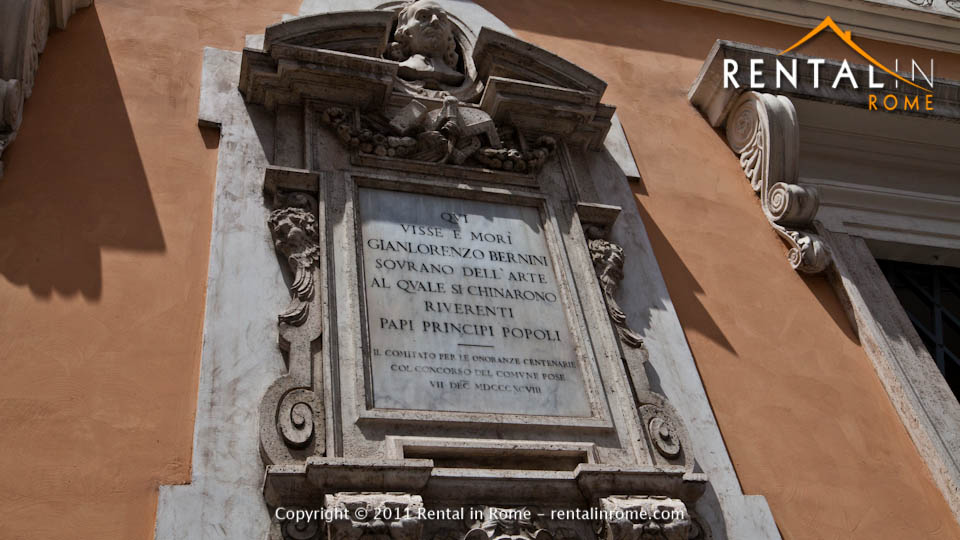 RENTAL IN
ROME
QVI
VISSE E MORÌ
GIANLORENZO BERNINI
SOVRANO DELL'ARTE
AL QVALE SI CHINARONO
RIVERENTI
PAPI PRINCIPI POPOLI
IL COMITATO PER LE ONORANZE CENTENARIE
COL CONCORSO DEL COMVNE POSE
VII DEC MDCCCXCVIII
Copyright © 2011 Rental in Rome – rentalinrome.com